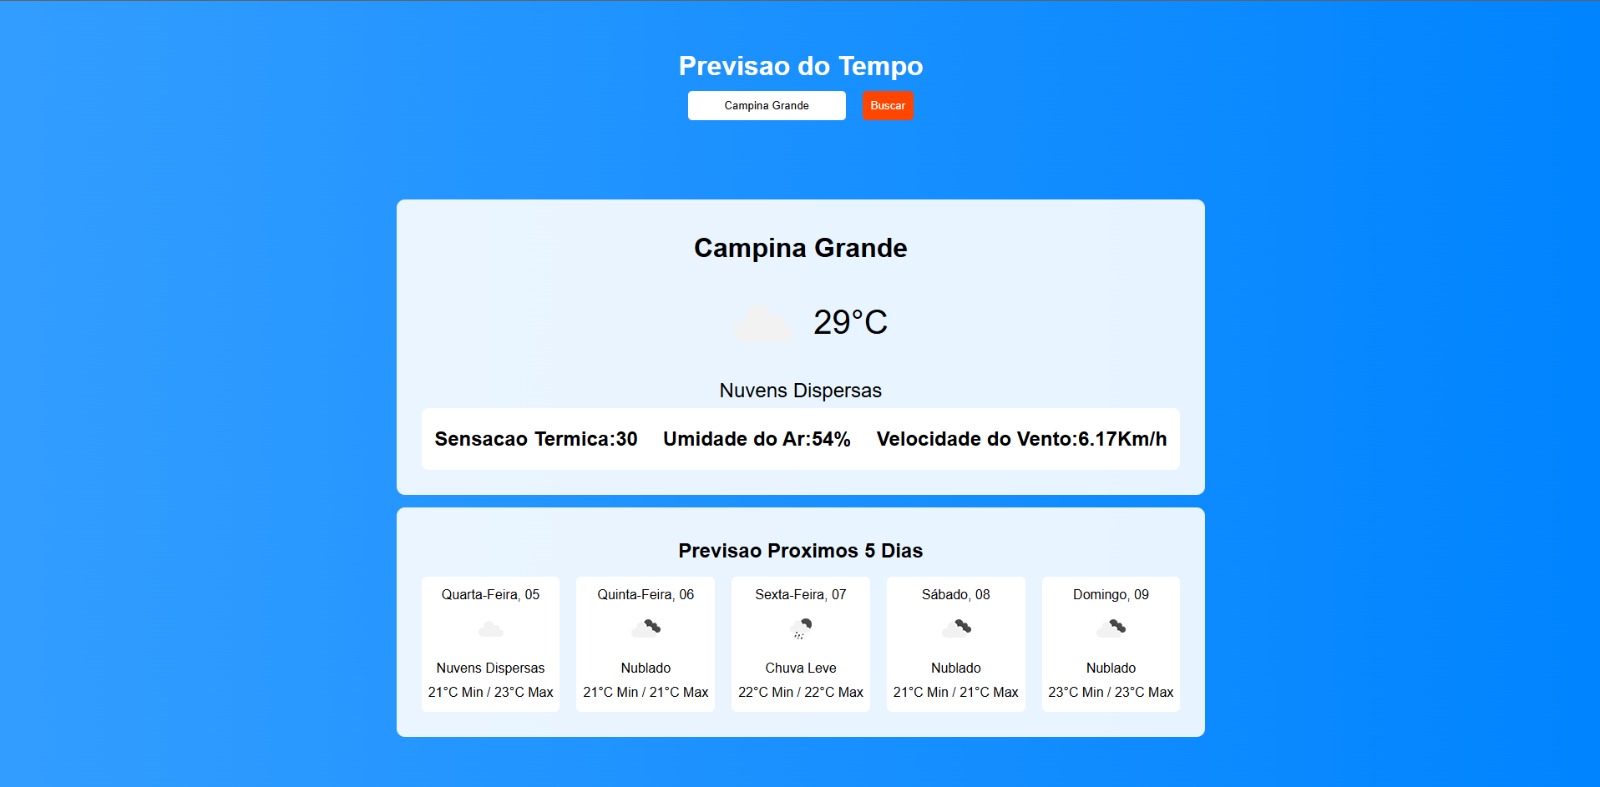 Previsao do Tempo
Campina Grande Buscar
Campina Grande
29°C
Nuvens Dispersas
Sensacao Termica:30 Umidade do Ar:54% Velocidade do Vento:6.17Km/h
Previsao Proximos 5 Dias
Quarta-Feira, 05
Nuvens Dispersas
21°C Min / 23°C Max
Quinta-Feira, 06
Nublado
21°C Min / 21°C Max
Sexta-Feira, 07
Chuva Leve
22°C Min / 22°C Max
Sábado, 08
Nublado
21°C Min / 21°C Max
Domingo, 09
Nublado
23°C Min / 23°C Max